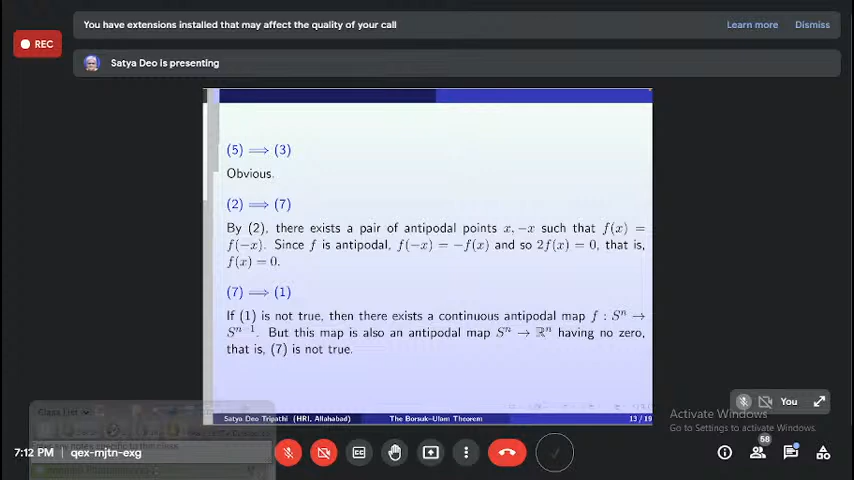 You have extensions installed that may affect the quality of your call
Learn more
Dismiss
REC
Satya Deo is presenting
(5) ⟹ (3)
Obvious.
(2) ⟹ (7)
By (2), there exists a pair of antipodal points x, −x such that f(x) =
f(−x). Since f is antipodal, f(−x) = −f(x) and so 2f(x) = 0, that is,
f(x) = 0.
(7) ⟹ (1)
If (1) is not true, then there exists a continuous antipodal map f : Sⁿ →
Sⁿ⁻¹. But this map is also an antipodal map Sⁿ → ℝⁿ having no zero,
that is, (7) is not true.
You
Class List
Satya Deo Tripathi (HRI, Allahabad)
The Borsuk-Ulam Theorem
13 / 19
Activate Windows
Go to Settings to activate Windows.
7:12 PM | qex-mjtn-exg
58